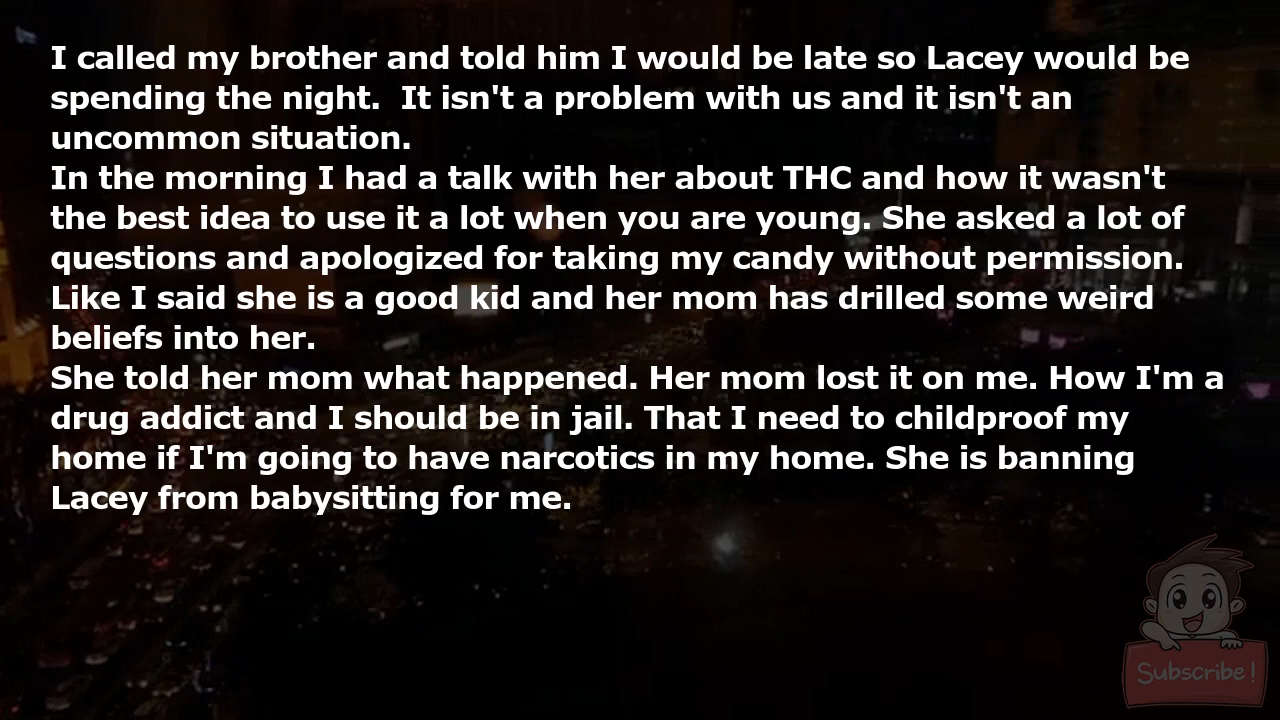 I called my brother and told him I would be late so Lacey would be
spending the night.  It isn't a problem with us and it isn't an
uncommon situation.
In the morning I had a talk with her about THC and how it wasn't
the best idea to use it a lot when you are young. She asked a lot of
questions and apologized for taking my candy without permission.
Like I said she is a good kid and her mom has drilled some weird
beliefs into her.
She told her mom what happened. Her mom lost it on me. How I'm a
drug addict and I should be in jail. That I need to childproof my
home if I'm going to have narcotics in my home. She is banning
Lacey from babysitting for me.
Subscribe!